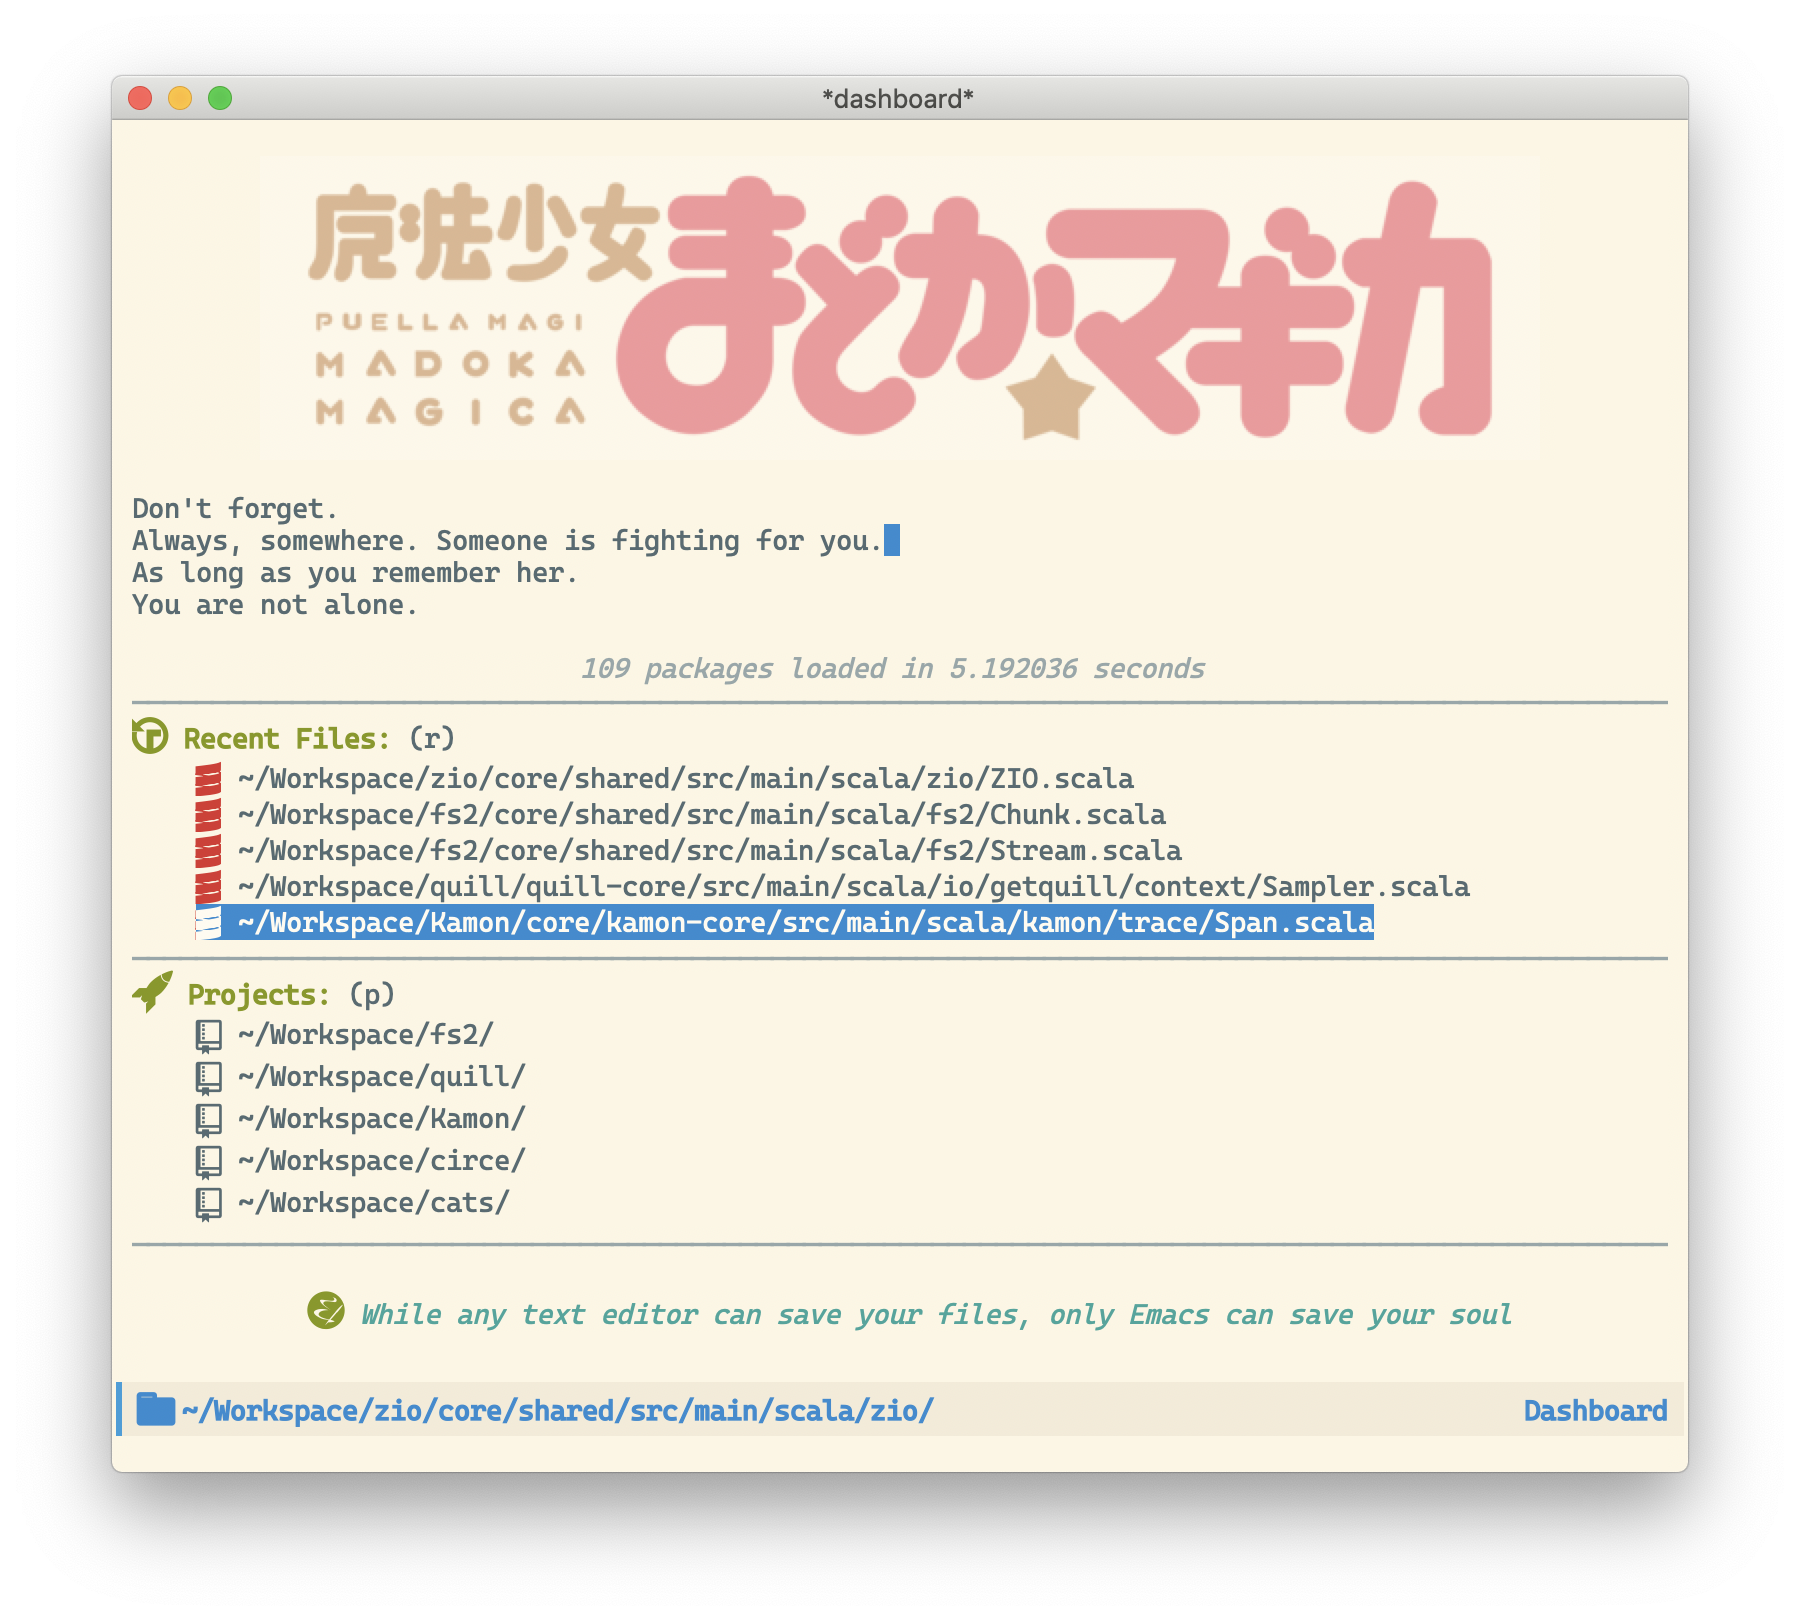 *dashboard*
魔法少女
まどか★マギカ
PUELLA MAGI
MADOKA
MAGICA
Don't forget.
Always, somewhere. Someone is fighting for you.
As long as you remember her.
You are not alone.
109 packages loaded in 5.192036 seconds
Recent Files: (r)
~/Workspace/zio/core/shared/src/main/scala/zio/ZIO.scala
~/Workspace/fs2/core/shared/src/main/scala/fs2/Chunk.scala
~/Workspace/fs2/core/shared/src/main/scala/fs2/Stream.scala
~/Workspace/quill/quill-core/src/main/scala/io/getquill/context/Sampler.scala
~/Workspace/Kamon/core/kamon-core/src/main/scala/kamon/trace/Span.scala
Projects: (p)
~/Workspace/fs2/
~/Workspace/quill/
~/Workspace/Kamon/
~/Workspace/circe/
~/Workspace/cats/
While any text editor can save your files, only Emacs can save your soul
~/Workspace/zio/core/shared/src/main/scala/zio/
Dashboard